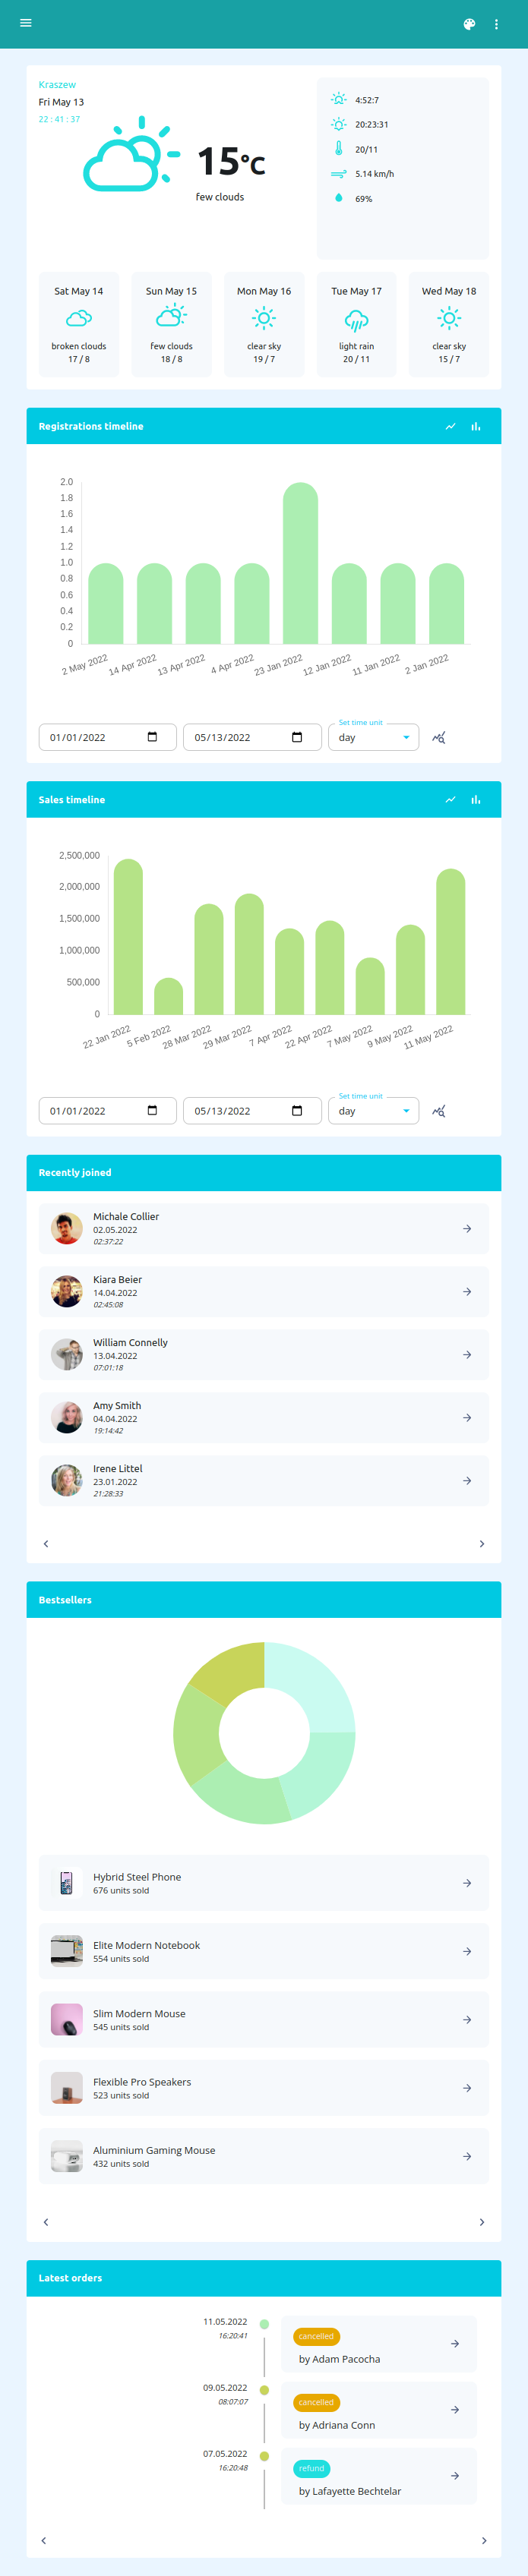 Kraszew
Fri May 13
22 : 41 : 37
15°C
few clouds
4:52:7
20:23:31
20/11
5.14 km/h
69%
Sat May 14
broken clouds
17 / 8
Sun May 15
few clouds
18 / 8
Mon May 16
clear sky
19 / 7
Tue May 17
light rain
20 / 11
Wed May 18
clear sky
15 / 7
Registrations timeline
2.0
1.8
1.6
1.4
1.2
1.0
0.8
0.6
0.4
0.2
0
2 May 2022
14 Apr 2022
13 Apr 2022
4 Apr 2022
23 Jan 2022
12 Jan 2022
11 Jan 2022
2 Jan 2022
01/01/2022
05/13/2022
Set time unit
day
Sales timeline
2,500,000
2,000,000
1,500,000
1,000,000
500,000
0
22 Jan 2022
5 Feb 2022
28 Mar 2022
29 Mar 2022
7 Apr 2022
22 Apr 2022
7 May 2022
9 May 2022
11 May 2022
01/01/2022
05/13/2022
Set time unit
day
Recently joined
Michale Collier
02.05.2022
02:37:22
Kiara Beier
14.04.2022
02:45:08
William Connelly
13.04.2022
07:01:18
Amy Smith
04.04.2022
19:14:42
Irene Littel
23.01.2022
21:28:33
Bestsellers
Hybrid Steel Phone
676 units sold
Elite Modern Notebook
554 units sold
Slim Modern Mouse
545 units sold
Flexible Pro Speakers
523 units sold
Aluminium Gaming Mouse
432 units sold
Latest orders
11.05.2022
16:20:41
cancelled
by Adam Pacocha
09.05.2022
08:07:07
cancelled
by Adriana Conn
07.05.2022
16:20:48
refund
by Lafayette Bechtelar